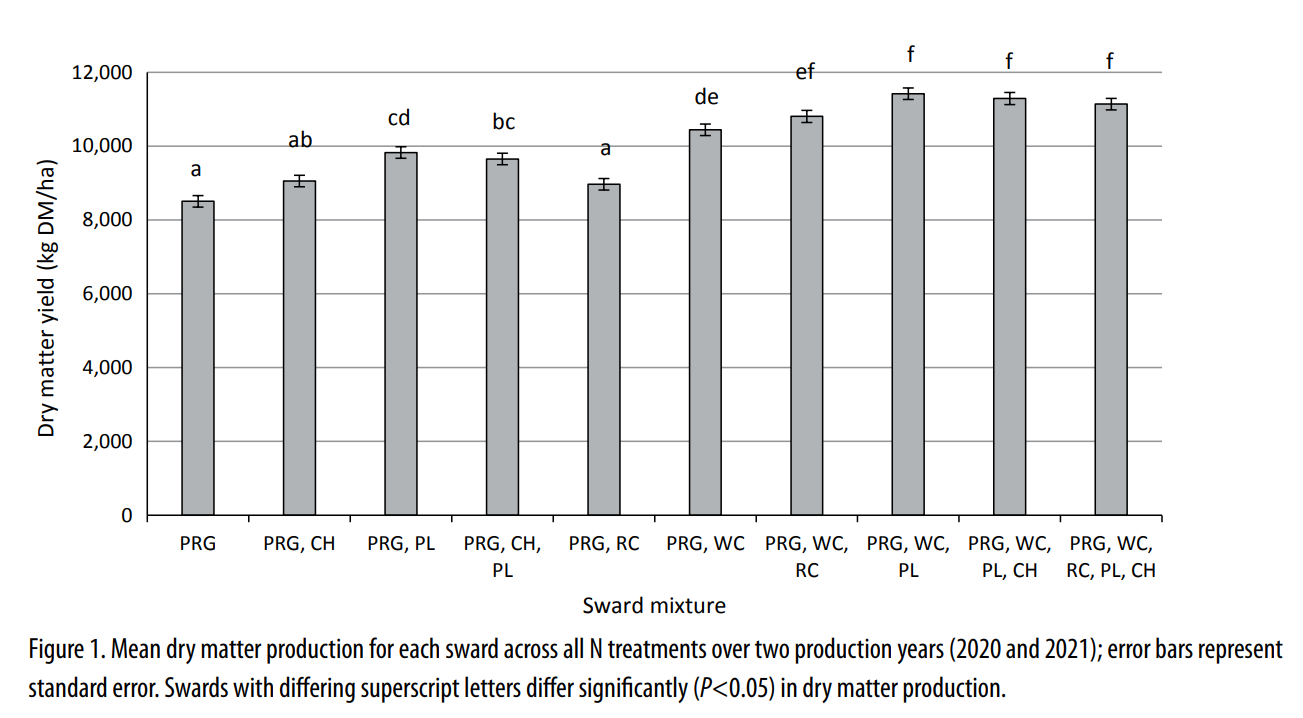 12,000
10,000
8,000
6,000
4,000
2,000
0
Dry matter yield (kg DM/ha)
a
ab
cd
bc
a
de
ef
f
f
f
PRG
PRG, CH
PRG, PL
PRG, CH,
PL
PRG, RC
PRG, WC
PRG, WC,
RC
PRG, WC,
PL
PRG, WC,
PL, CH
PRG, WC,
RC, PL, CH
Sward mixture
Figure 1. Mean dry matter production for each sward across all N treatments over two production years (2020 and 2021); error bars represent
standard error. Swards with differing superscript letters differ significantly (P<0.05) in dry matter production.